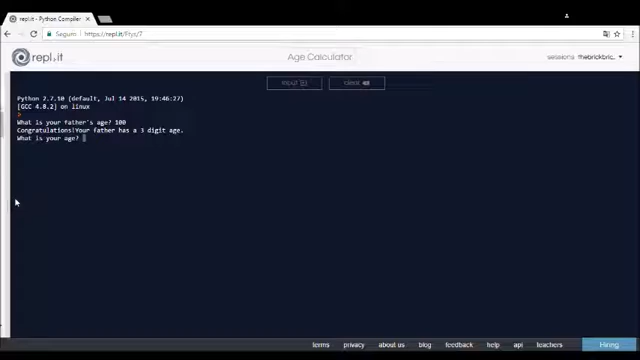 repl.it - Python Compiler
Seguro https://repl.it/Ftyr/7
repl.it
Age Calculator
sessions thebrickbric...
Python 2.7.10 (default, Jul 14 2015, 19:46:27)
[GCC 4.8.2] on linux
What is your father's age? 100
Congratulations!Your father has a 3 digit age.
What is your age?
terms privacy about us blog feedback help api teachers Hiring